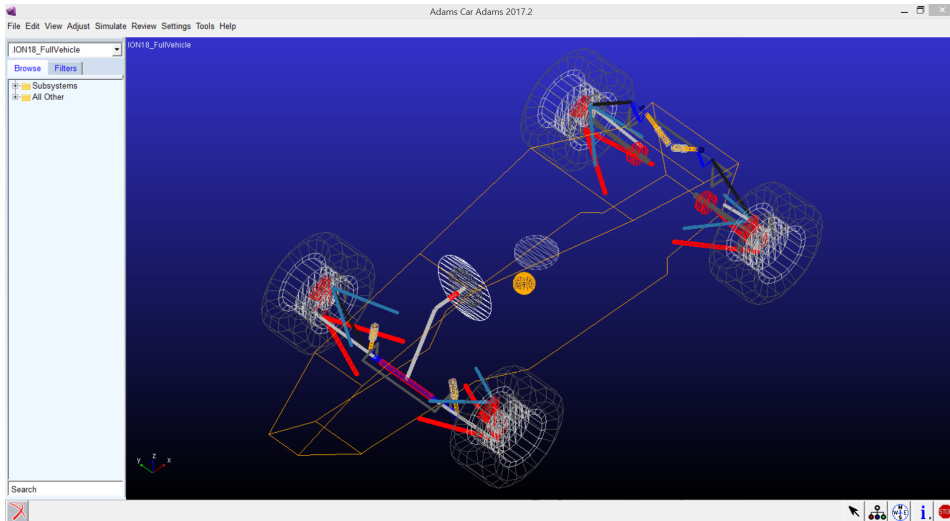 Adams Car Adams 2017.2
File Edit View Adjust Simulate Review Settings Tools Help
.ION18_FullVehicle
ION18_FullVehicle
Browse Filters
Subsystems
All Other
z
y x
Search
i.
STOP